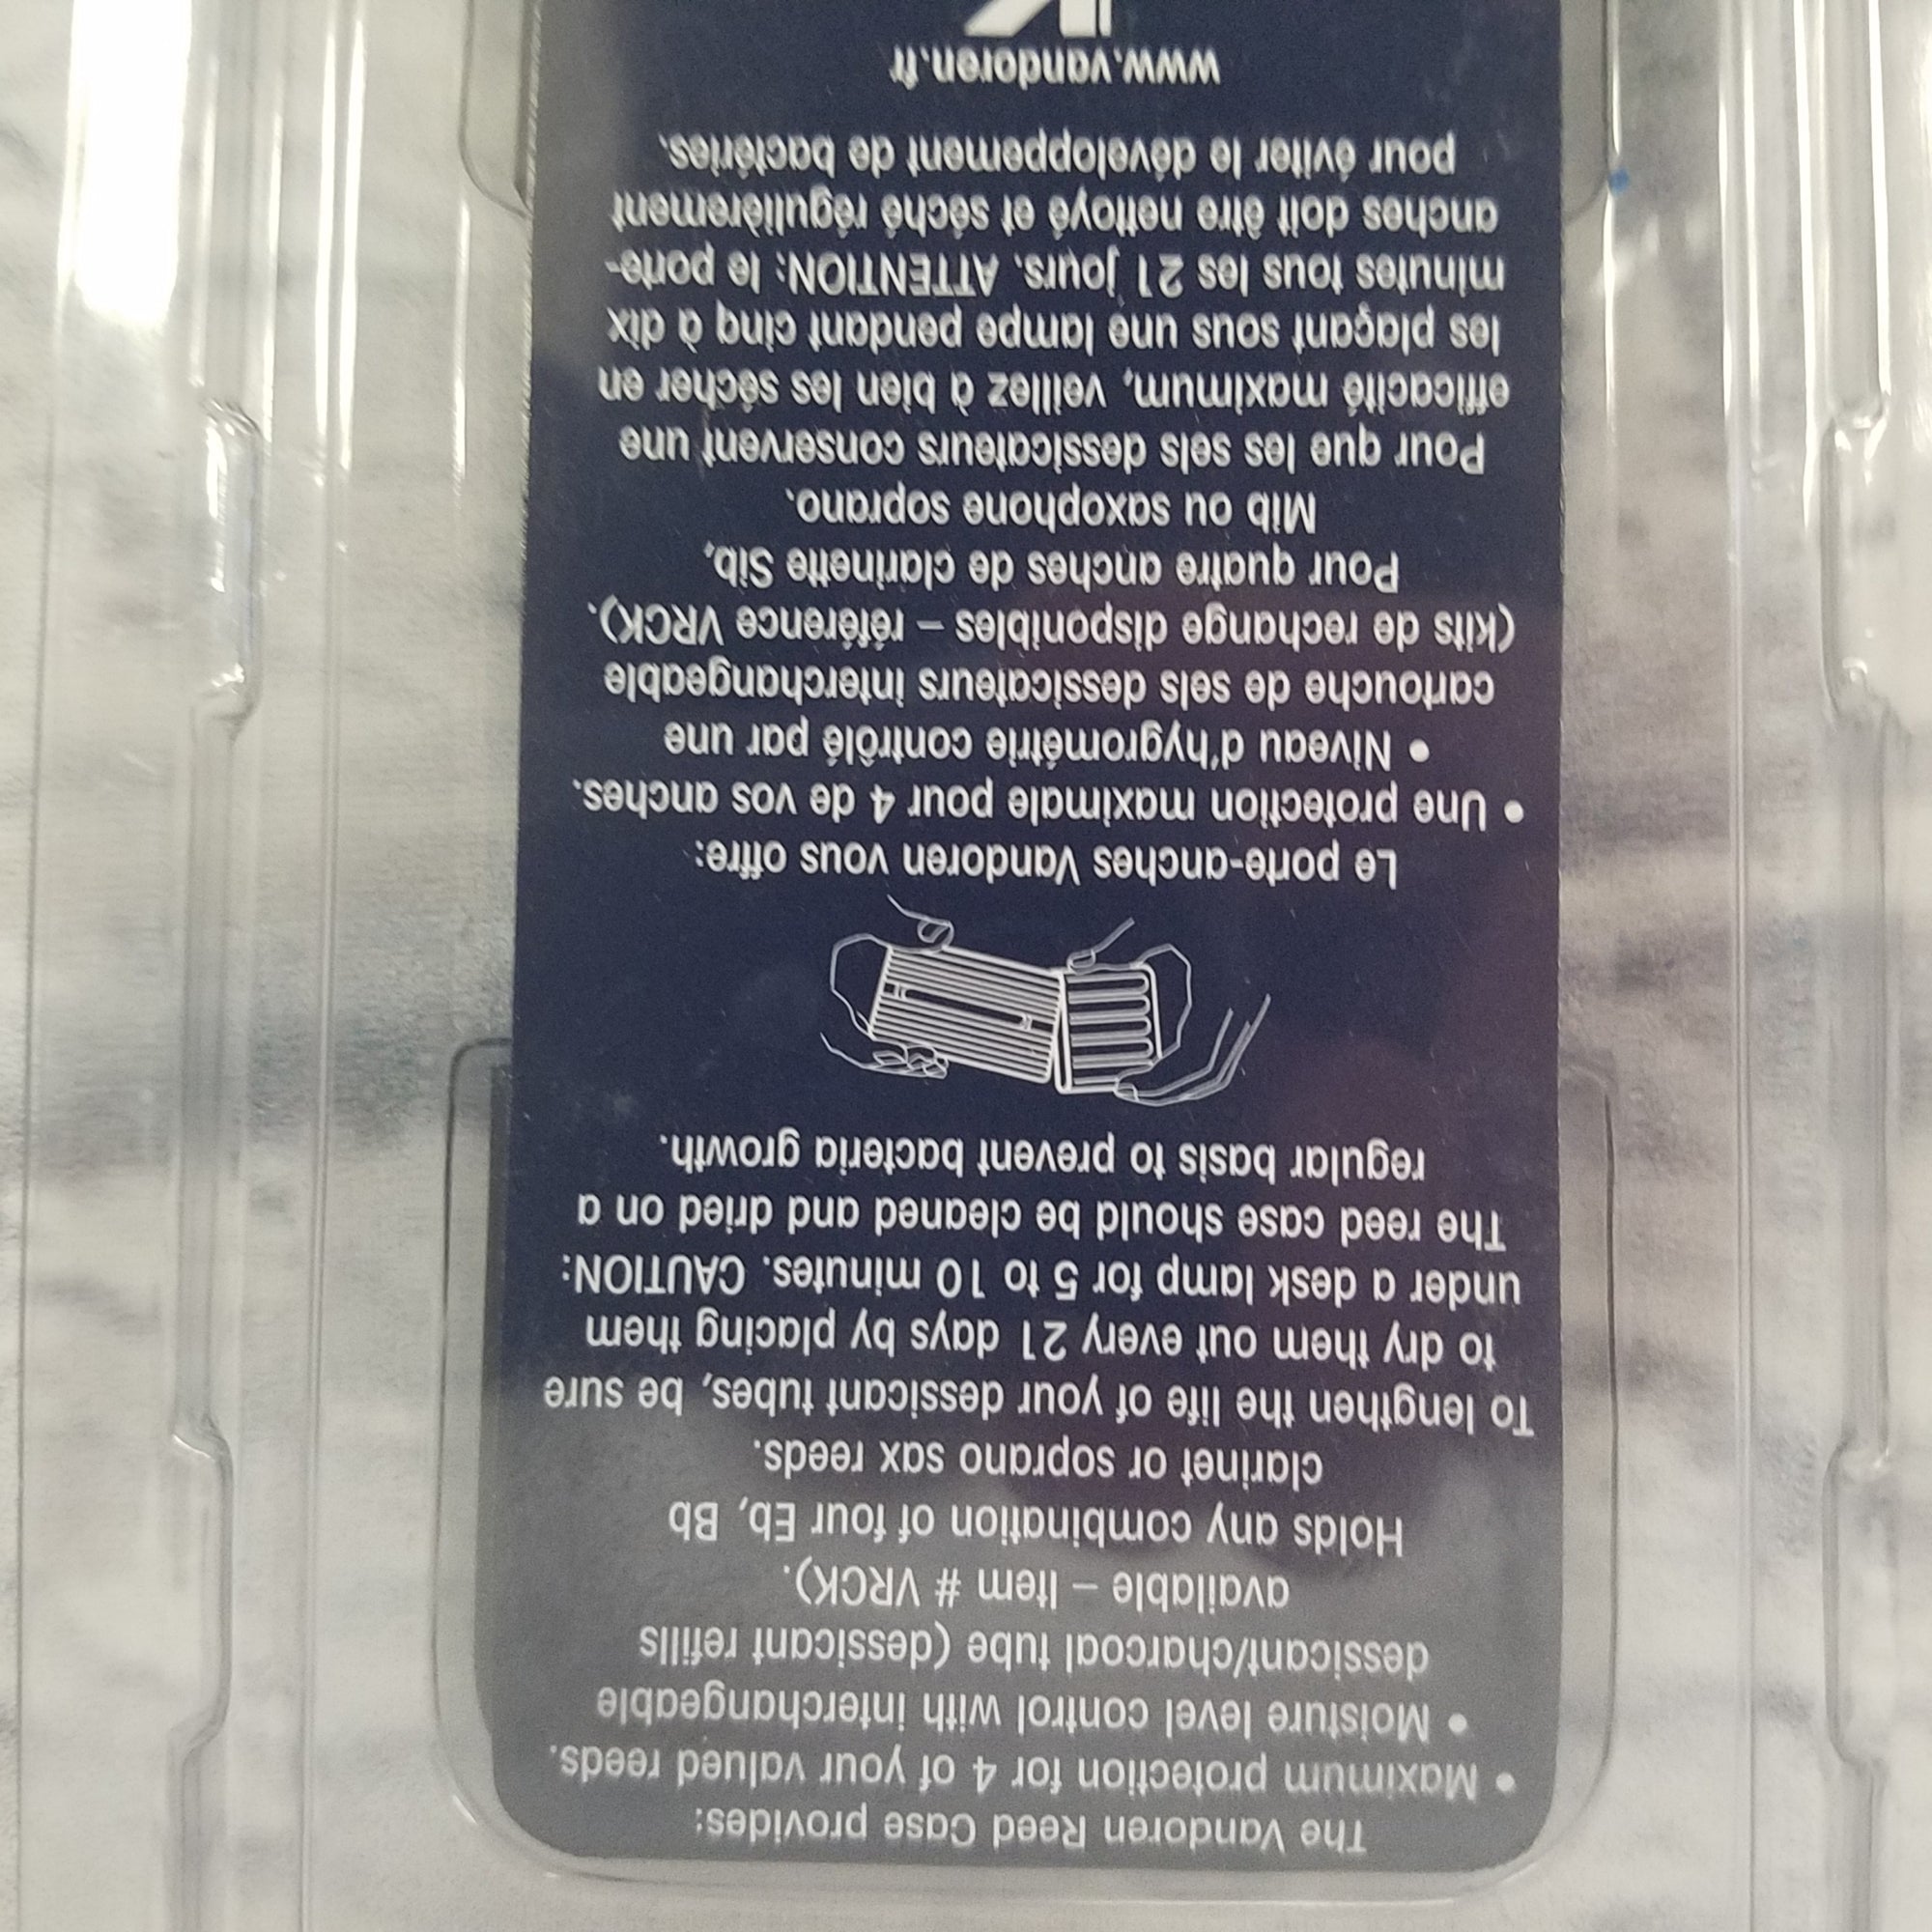 The Vandoren Reed Case provides:
• Maximum protection for 4 of your valued reeds.
• Moisture level control with interchangeable
dessicant/charcoal tube (dessicant refills
available – Item # VRCK).
Holds any combination of four Eb, Bb
clarinet or soprano sax reeds.
To lengthen the life of your dessicant tubes, be sure
to dry them out every 21 days by placing them
under a desk lamp for 5 to 10 minutes. CAUTION:
The reed case should be cleaned and dried on a
regular basis to prevent bacteria growth.
Le porte-anches Vandoren vous offre:
• Une protection maximale pour 4 de vos anches.
• Niveau d'hygrométrie contrôlé par une
cartouche de sels dessicateurs interchangeable
(kits de rechange disponibles – référence VRCK).
Pour quatre anches de clarinette Sib,
Mib ou saxophone soprano.
Pour que les sels dessicateurs conservent une
efficacité maximum, veillez à bien les sécher en
les plaçant sous une lampe pendant cinq à dix
minutes tous les 21 jours. ATTENTION: le porte-
anches doit être nettoyé et séché régulièrement
pour éviter le développement de bactéries.
www.vandoren.fr